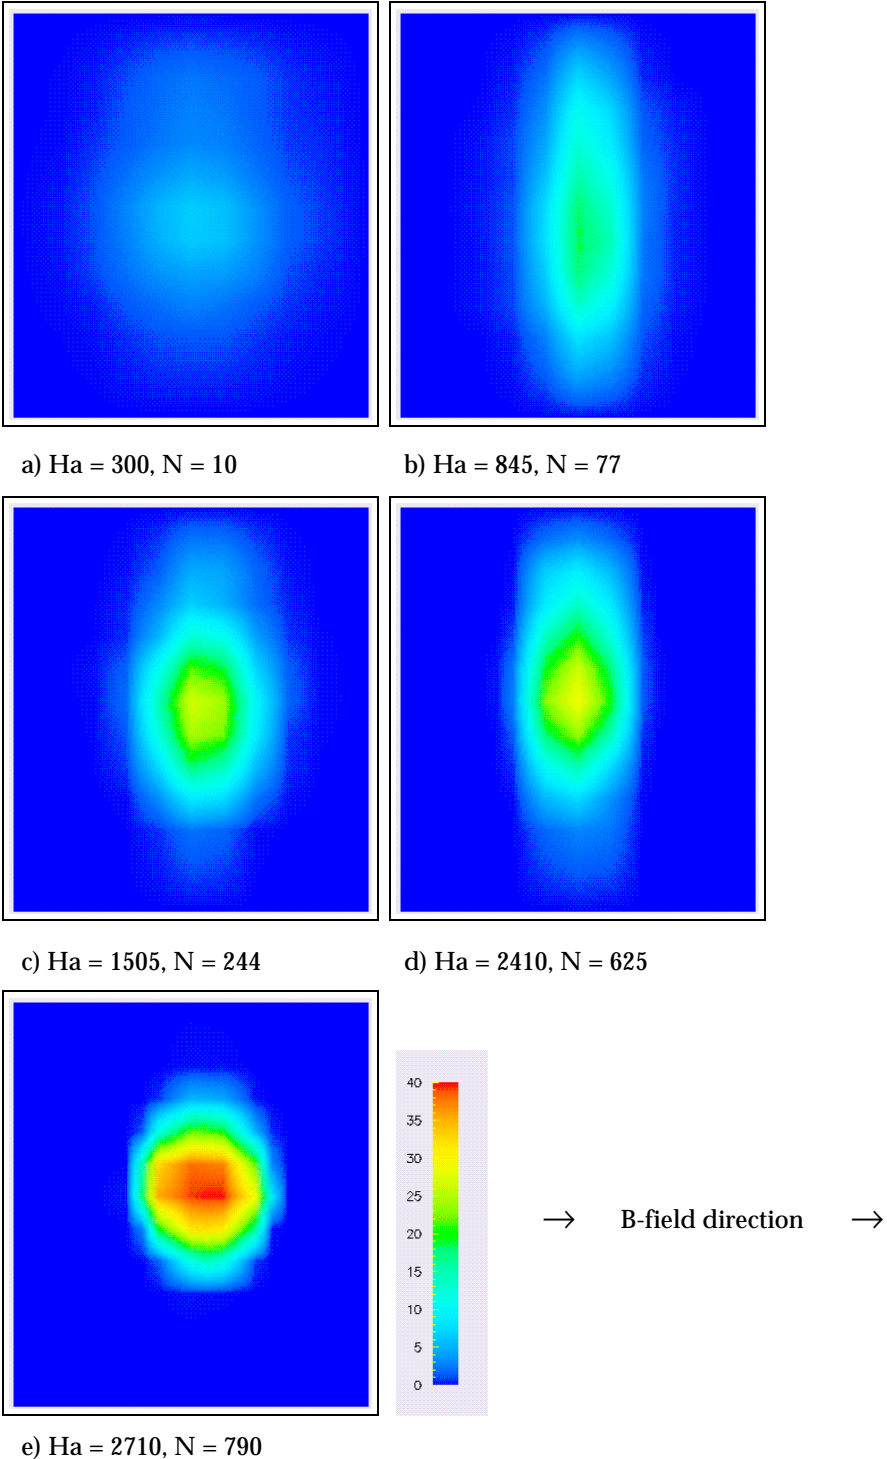 a) Ha = 300, N = 10
b) Ha = 845, N = 77
c) Ha = 1505, N = 244
d) Ha = 2410, N = 625
40
35
30
25
20
15
10
5
0
→ B-field direction →
e) Ha = 2710, N = 790